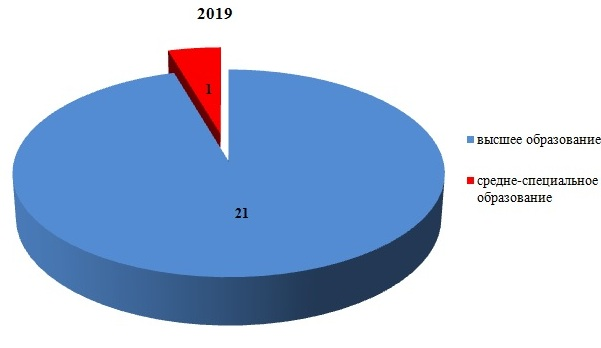 2019
1
высшее образование
средне-специальное
образование
21